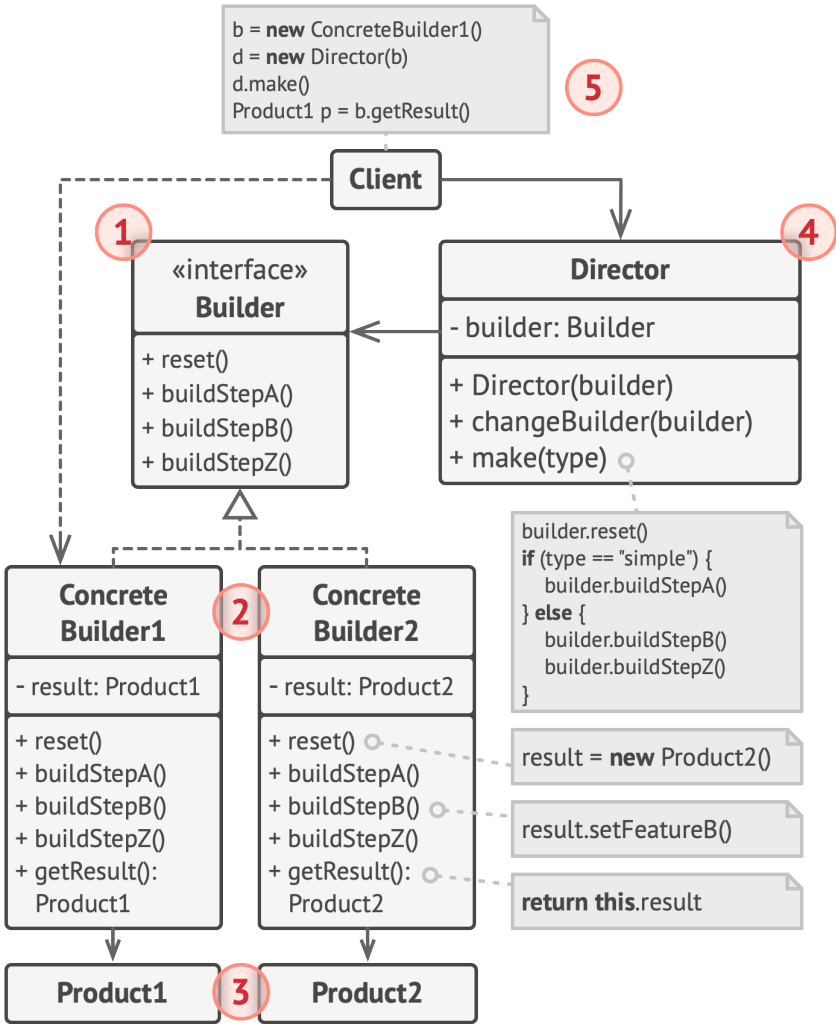 b = new ConcreteBuilder1()
d = new Director(b)
d.make()
Product1 p = b.getResult()
5
Client
1
«interface»
Builder
+ reset()
+ buildStepA()
+ buildStepB()
+ buildStepZ()
4
Director
- builder: Builder
+ Director(builder)
+ changeBuilder(builder)
+ make(type)
builder.reset()
if (type == "simple") {
builder.buildStepA()
} else {
builder.buildStepB()
builder.buildStepZ()
}
Concrete
Builder1
- result: Product1
+ reset()
+ buildStepA()
+ buildStepB()
+ buildStepZ()
+ getResult():
Product1
2
Concrete
Builder2
- result: Product2
+ reset()
+ buildStepA()
+ buildStepB()
+ buildStepZ()
+ getResult():
Product2
result = new Product2()
result.setFeatureB()
return this.result
Product1
3
Product2